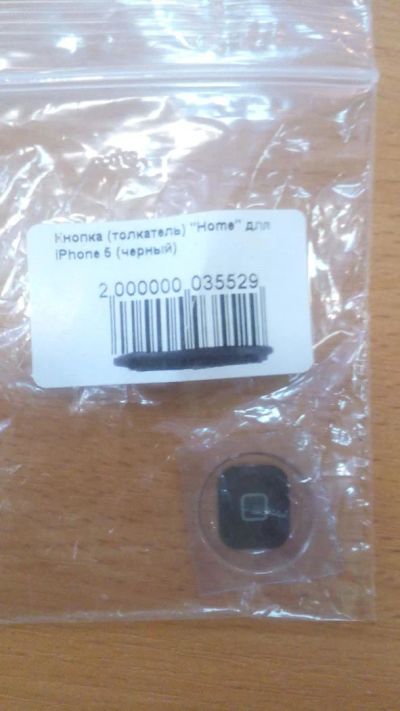 Кнопка (толкатель) "Home" для
iPhone 5 (черный)
2 000000 035529